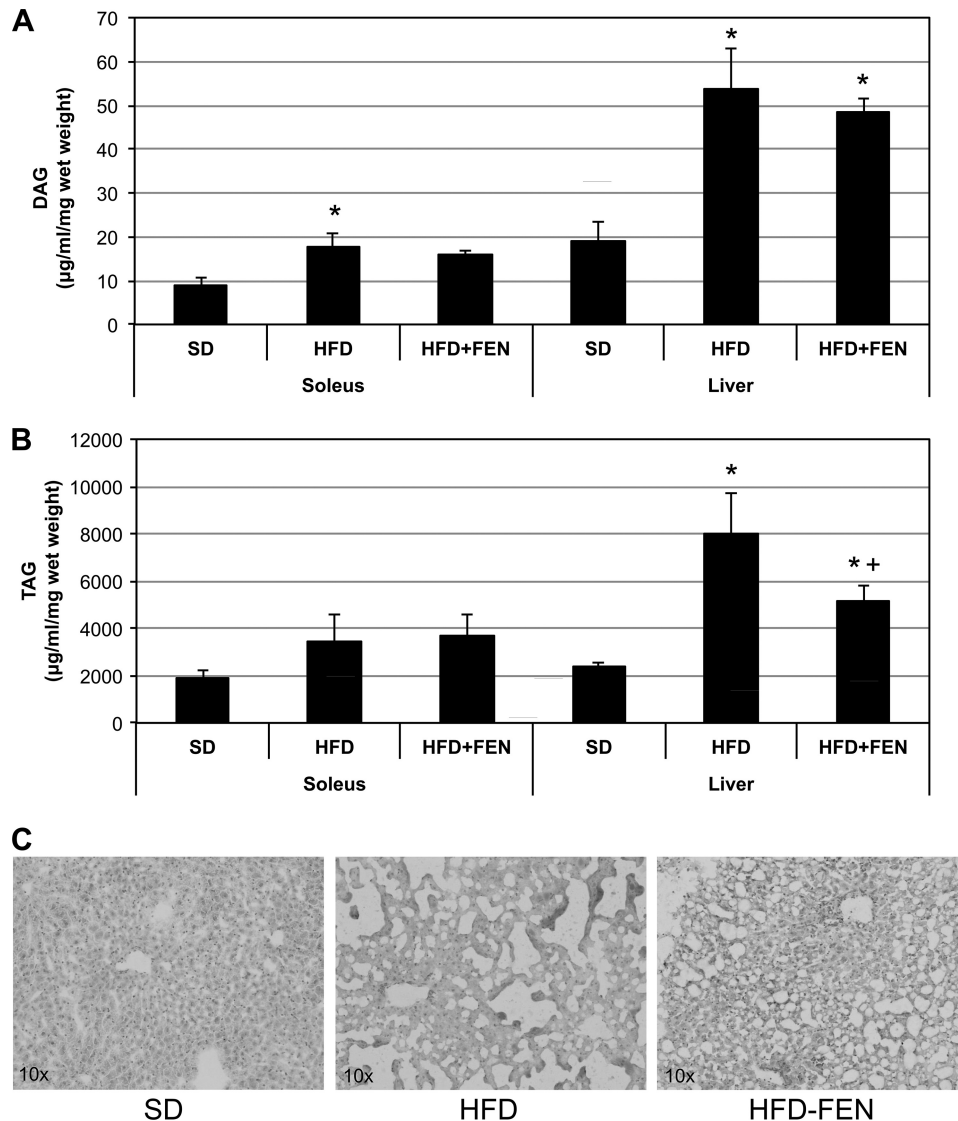 A
70
60
50
40
30
20
10
0
DAG
(µg/ml/mg wet weight)
*
*
*
SD HFD HFD+FEN SD HFD HFD+FEN
Soleus Liver
B
12000
10000
8000
6000
4000
2000
0
TAG
(µg/ml/mg wet weight)
*
* +
SD HFD HFD+FEN SD HFD HFD+FEN
Soleus Liver
C
10x 10x 10x
SD HFD HFD-FEN